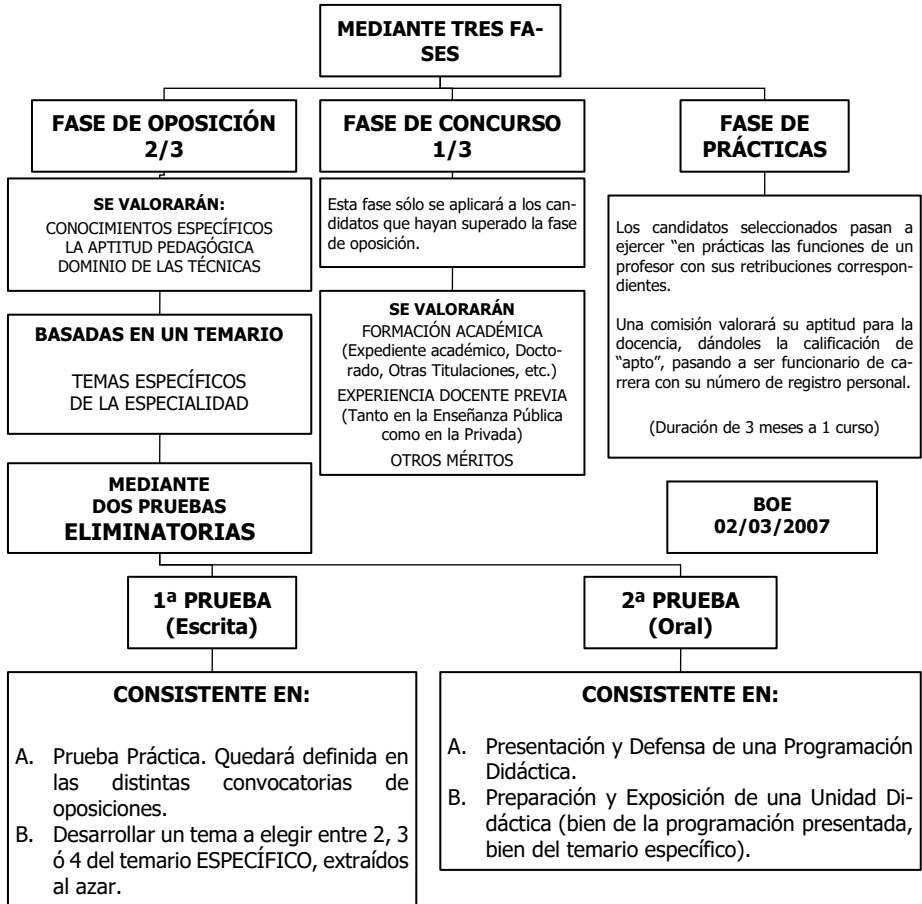 MEDIANTE TRES FA-
SES
FASE DE OPOSICIÓN
2/3
SE VALORARÁN:
CONOCIMIENTOS ESPECÍFICOS
LA APTITUD PEDAGÓGICA
DOMINIO DE LAS TÉCNICAS
BASADAS EN UN TEMARIO
TEMAS ESPECÍFICOS
DE LA ESPECIALIDAD
MEDIANTE
DOS PRUEBAS
ELIMINATORIAS
FASE DE CONCURSO
1/3
Esta fase sólo se aplicará a los can-
didatos que hayan superado la fase
de oposición.
SE VALORARÁN
FORMACIÓN ACADÉMICA
(Expediente académico, Docto-
rado, Otras Titulaciones, etc.)
EXPERIENCIA DOCENTE PREVIA
(Tanto en la Enseñanza Pública
como en la Privada)
OTROS MÉRITOS
FASE DE
PRÁCTICAS
Los candidatos seleccionados pasan a
ejercer “en prácticas las funciones de un
profesor con sus retribuciones correspon-
dientes.
Una comisión valorará su aptitud para la
docencia, dándoles la calificación de
“apto”, pasando a ser funcionario de ca-
rrera con su número de registro personal.
(Duración de 3 meses a 1 curso)
BOE
02/03/2007
1ª PRUEBA
(Escrita)
CONSISTENTE EN:
A. Prueba Práctica. Quedará definida en
las distintas convocatorias de
oposiciones.
B. Desarrollar un tema a elegir entre 2, 3
ó 4 del temario ESPECÍFICO, extraídos
al azar.
2ª PRUEBA
(Oral)
CONSISTENTE EN:
A. Presentación y Defensa de una Programación
Didáctica.
B. Preparación y Exposición de una Unidad Di-
dáctica (bien de la programación presentada,
bien del temario específico).